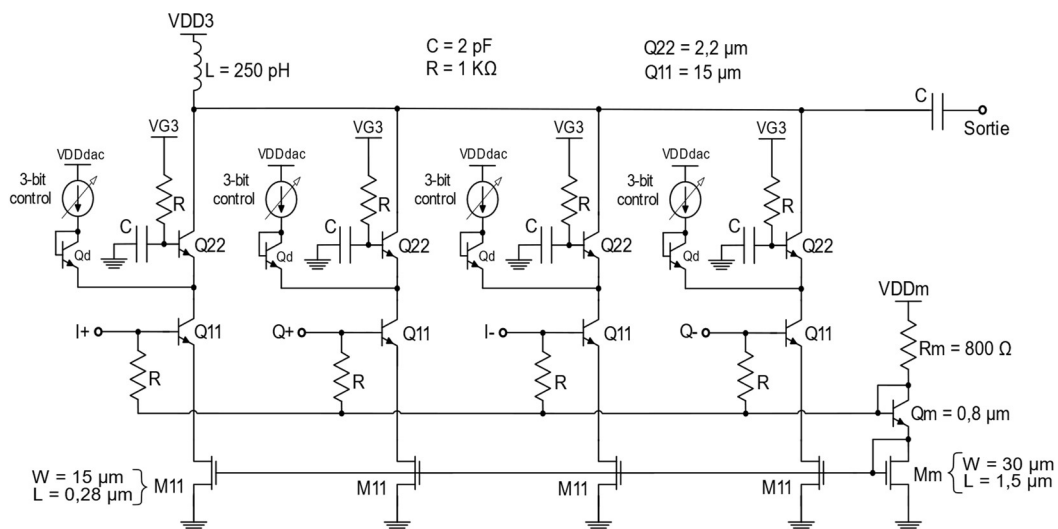 VDD3
L = 250 pH
C = 2 pF
R = 1 KΩ
Q22 = 2,2 µm
Q11 = 15 µm
C
Sortie
VG3
VG3
VG3
VG3
VDDdac
VDDdac
VDDdac
VDDdac
3-bit
control
3-bit
control
3-bit
control
3-bit
control
R
R
R
R
C
C
C
C
Qd
Qd
Qd
Qd
Q22
Q22
Q22
Q22
VDDm
I+
Q11
Q+
Q11
I-
Q11
Q-
Q11
Rm = 800 Ω
R
R
R
R
Qm = 0,8 µm
W = 15 µm
L = 0,28 µm
M11
M11
M11
M11
Mm
W = 30 µm
L = 1,5 µm